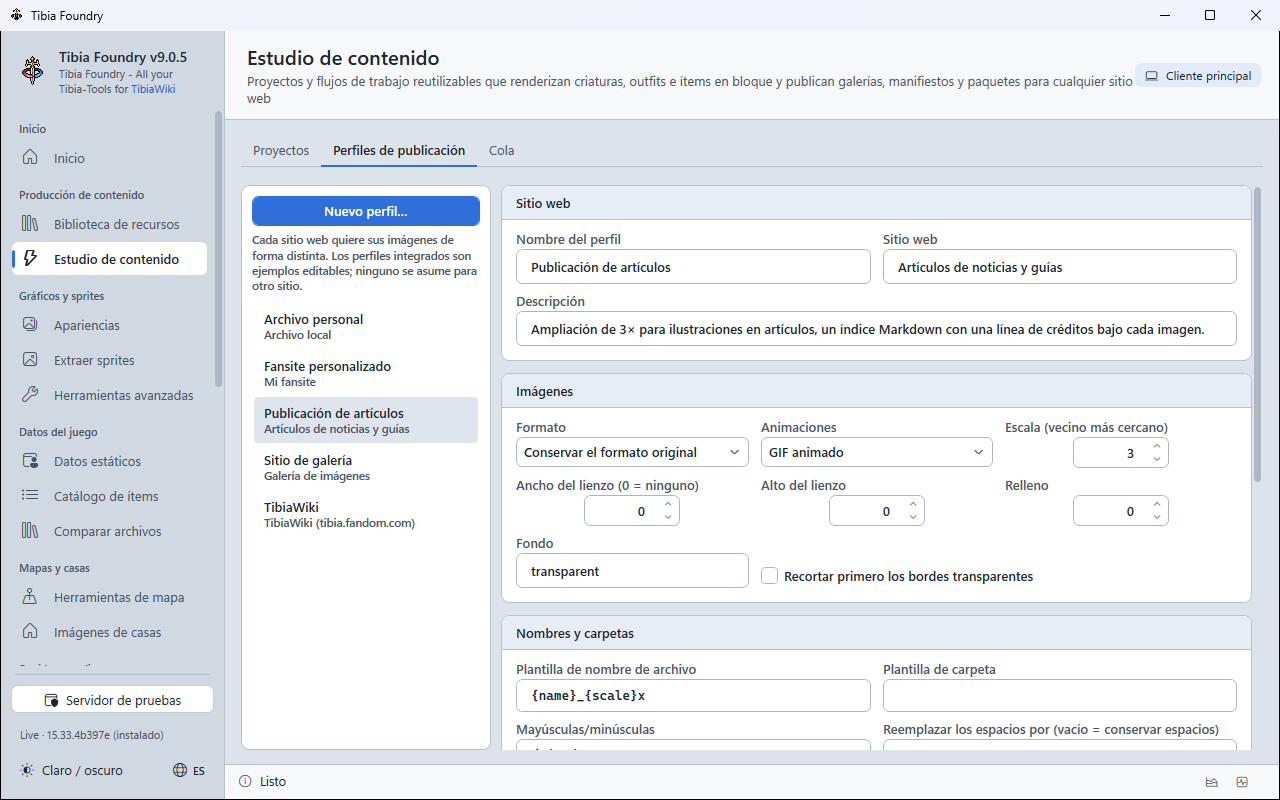 Tibia Foundry
Tibia Foundry v9.0.5
Tibia Foundry - All your
Tibia-Tools for TibiaWiki
Inicio
Inicio
Producción de contenido
Biblioteca de recursos
Estudio de contenido
Gráficos y sprites
Apariencias
Extraer sprites
Herramientas avanzadas
Datos del juego
Datos estáticos
Catálogo de ítems
Comparar archivos
Mapas y casas
Herramientas de mapa
Imágenes de casas
Servidor de pruebas
Live · 15.33.4b397e (instalado)
Claro / oscuro
ES
Estudio de contenido
Proyectos y flujos de trabajo reutilizables que renderizan criaturas, outfits e ítems en bloque y publican galerías, manifiestos y paquetes para cualquier sitio
web
Cliente principal
Proyectos
Perfiles de publicación
Cola
Nuevo perfil...
Cada sitio web quiere sus imágenes de
forma distinta. Los perfiles integrados son
ejemplos editables; ninguno se asume para
otro sitio.
Archivo personal
Archivo local
Fansite personalizado
Mi fansite
Publicación de artículos
Artículos de noticias y guías
Sitio de galería
Galería de imágenes
TibiaWiki
TibiaWiki (tibia.fandom.com)
Sitio web
Nombre del perfil
Sitio web
Publicación de artículos
Artículos de noticias y guías
Descripción
Ampliación de 3× para ilustraciones en artículos, un índice Markdown con una línea de créditos bajo cada imagen.
Imágenes
Formato
Animaciones
Escala (vecino más cercano)
Conservar el formato original
GIF animado
3
Ancho del lienzo (0 = ninguno)
Alto del lienzo
Relleno
0
0
0
Fondo
transparent
Recortar primero los bordes transparentes
Nombres y carpetas
Plantilla de nombre de archivo
Plantilla de carpeta
{name}_{scale}x
Mayúsculas/minúsculas
Reemplazar los espacios por (vacío = conservar espacios)
Listo